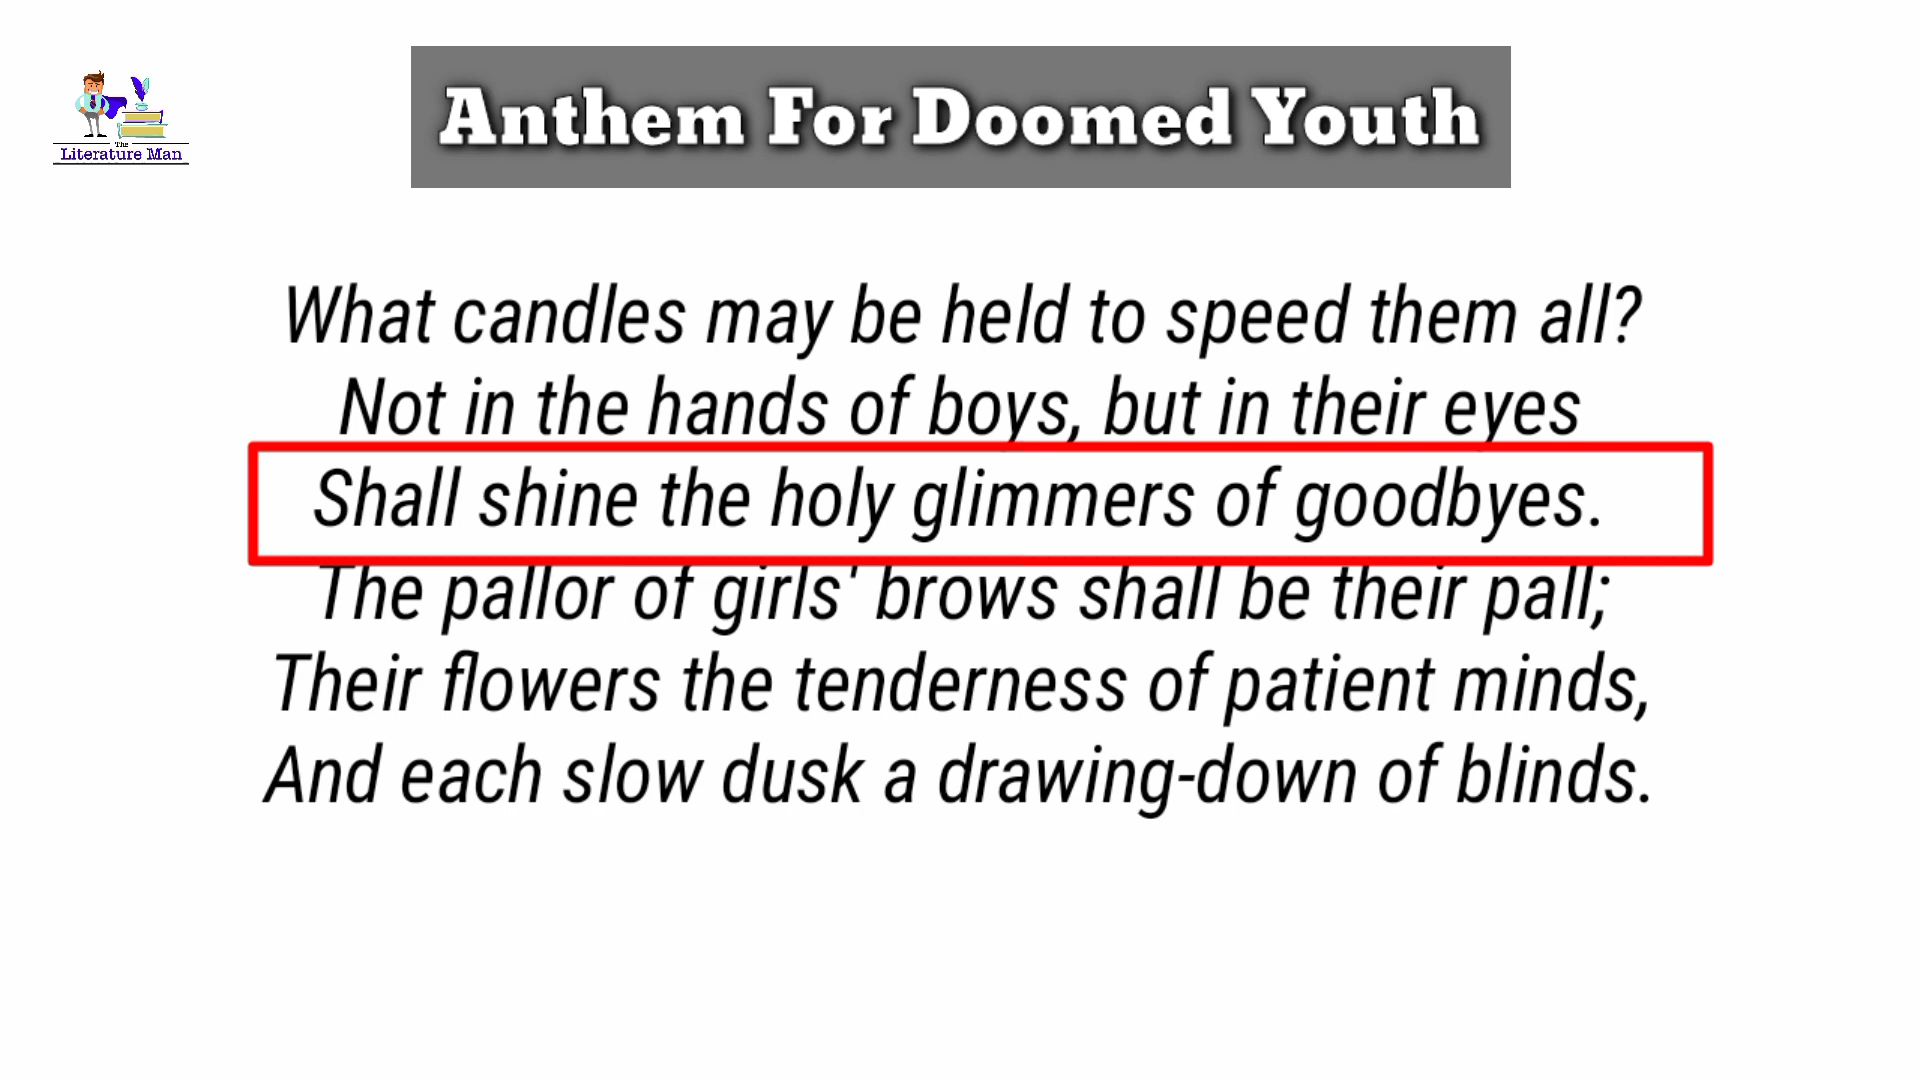 The
Literature Man
Anthem For Doomed Youth
What candles may be held to speed them all?
Not in the hands of boys, but in their eyes
Shall shine the holy glimmers of goodbyes.
The pallor of girls' brows shall be their pall;
Their flowers the tenderness of patient minds,
And each slow dusk a drawing-down of blinds.